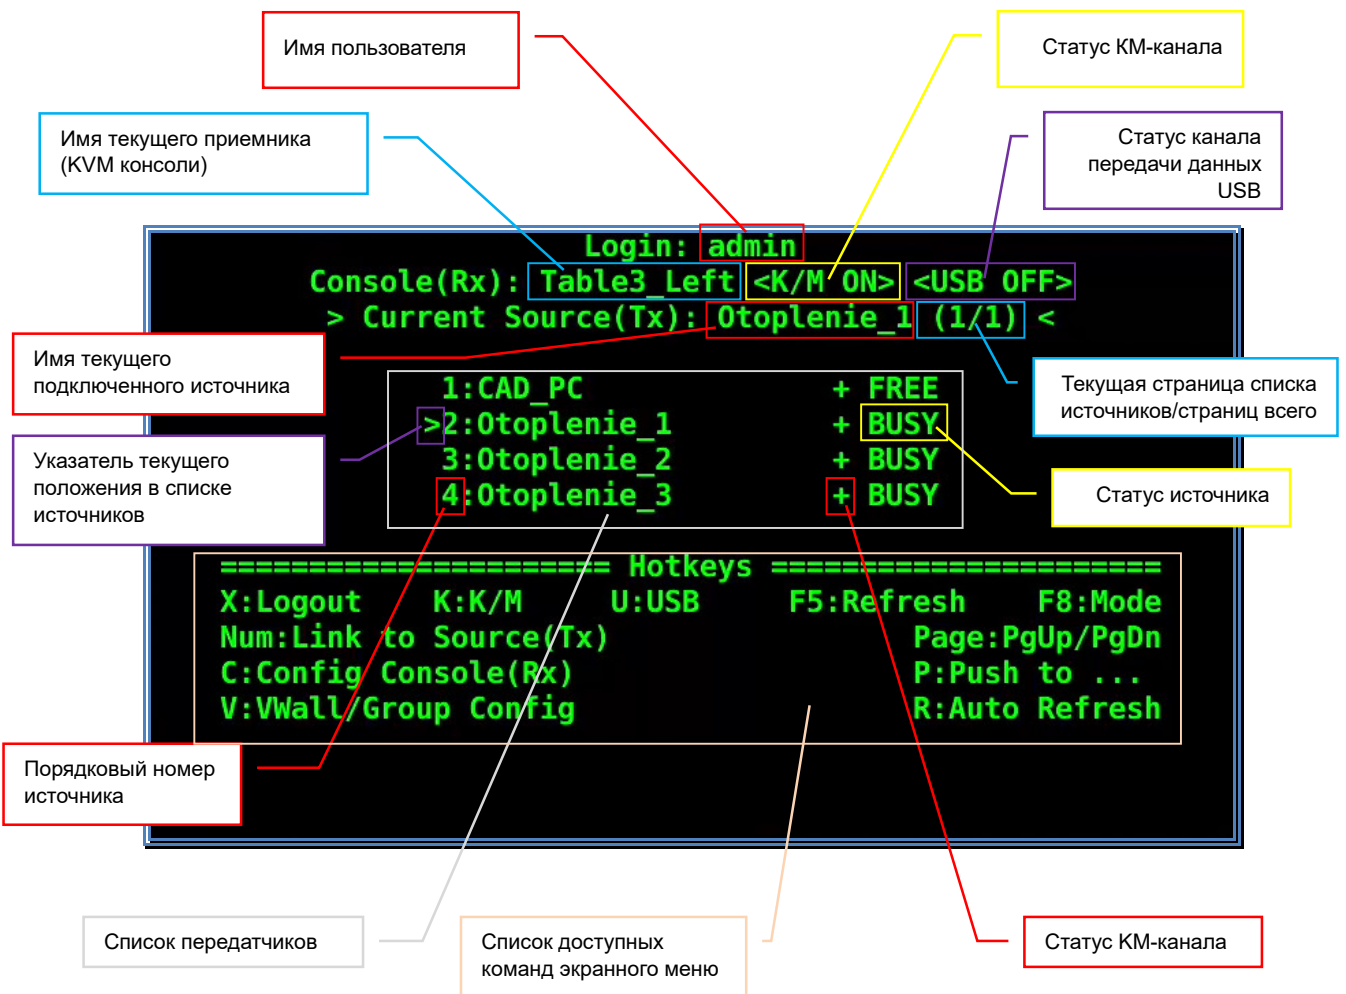 Имя пользователя
Статус КМ-канала
Имя текущего приемника
(KVM консоли)
Статус канала
передачи данных
USB
Login: admin
Console(Rx): Table3_Left <K/M ON> <USB OFF>
> Current Source(Tx): Otoplenie_1 (1/1) <
Имя текущего
подключенного источника
Текущая страница списка
источников/страниц всего
1:CAD_PC + FREE
>2:Otoplenie_1 + BUSY
3:Otoplenie_2 + BUSY
4:Otoplenie_3 + BUSY
Указатель текущего
положения в списке
источников
Статус источника
====================== Hotkeys ======================
X:Logout K:K/M U:USB F5:Refresh F8:Mode
Num:Link to Source(Tx) Page:PgUp/PgDn
C:Config Console(Rx) P:Push to ...
V:VWall/Group Config R:Auto Refresh
Порядковый номер
источника
Список передатчиков
Список доступных
команд экранного меню
Статус КМ-канала